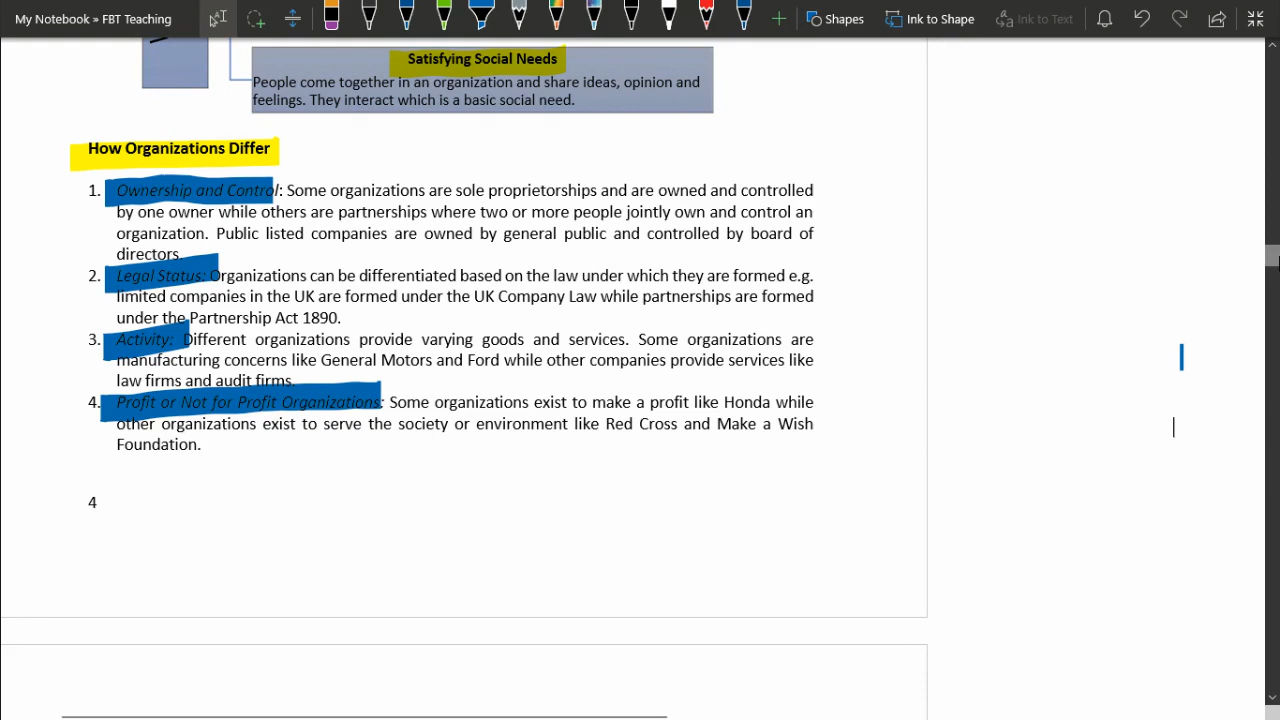 My Notebook » FBT Teaching
Shapes
Ink to Shape
Ink to Text
Satisfying Social Needs
People come together in an organization and share ideas, opinion and
feelings. They interact which is a basic social need.
How Organizations Differ
1. Ownership and Control: Some organizations are sole proprietorships and are owned and controlled
by one owner while others are partnerships where two or more people jointly own and control an
organization. Public listed companies are owned by general public and controlled by board of
directors.
2. Legal Status: Organizations can be differentiated based on the law under which they are formed e.g.
limited companies in the UK are formed under the UK Company Law while partnerships are formed
under the Partnership Act 1890.
3. Activity: Different organizations provide varying goods and services. Some organizations are
manufacturing concerns like General Motors and Ford while other companies provide services like
law firms and audit firms.
4. Profit or Not for Profit Organizations: Some organizations exist to make a profit like Honda while
other organizations exist to serve the society or environment like Red Cross and Make a Wish
Foundation.
4